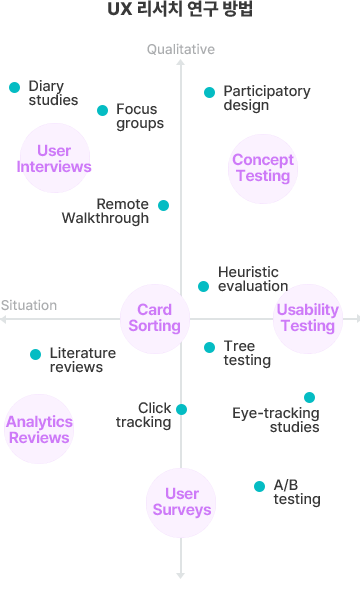 UX 리서치 연구 방법
Qualitative
Diary
studies
Focus
groups
Participatory
design
User
Interviews
Concept
Testing
Remote
Walkthrough
Heuristic
evaluation
Situation
Card
Sorting
Usability
Testing
Literature
reviews
Tree
testing
Click
tracking
Eye-tracking
studies
Analytics
Reviews
User
Surveys
A/B
testing